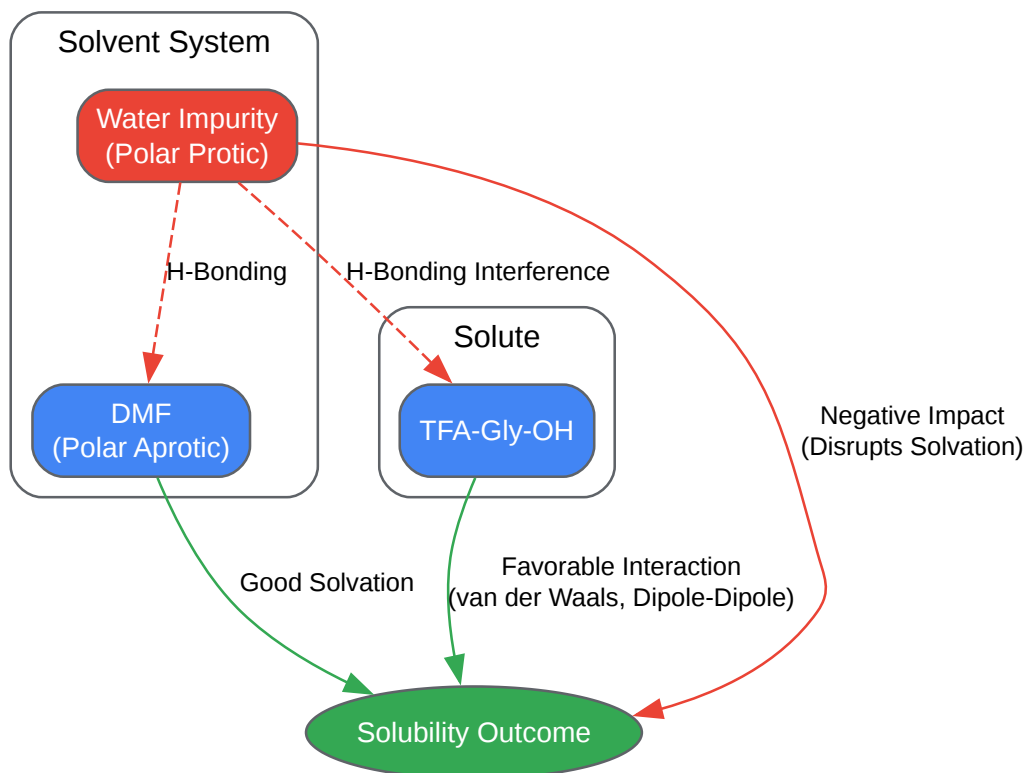 Solvent System
Water Impurity
(Polar Protic)
H-Bonding
H-Bonding Interference
Solute
DMF
(Polar Aprotic)
TFA-Gly-OH
Negative Impact
(Disrupts Solvation)
Good Solvation
Favorable Interaction
(van der Waals, Dipole-Dipole)
Solubility Outcome